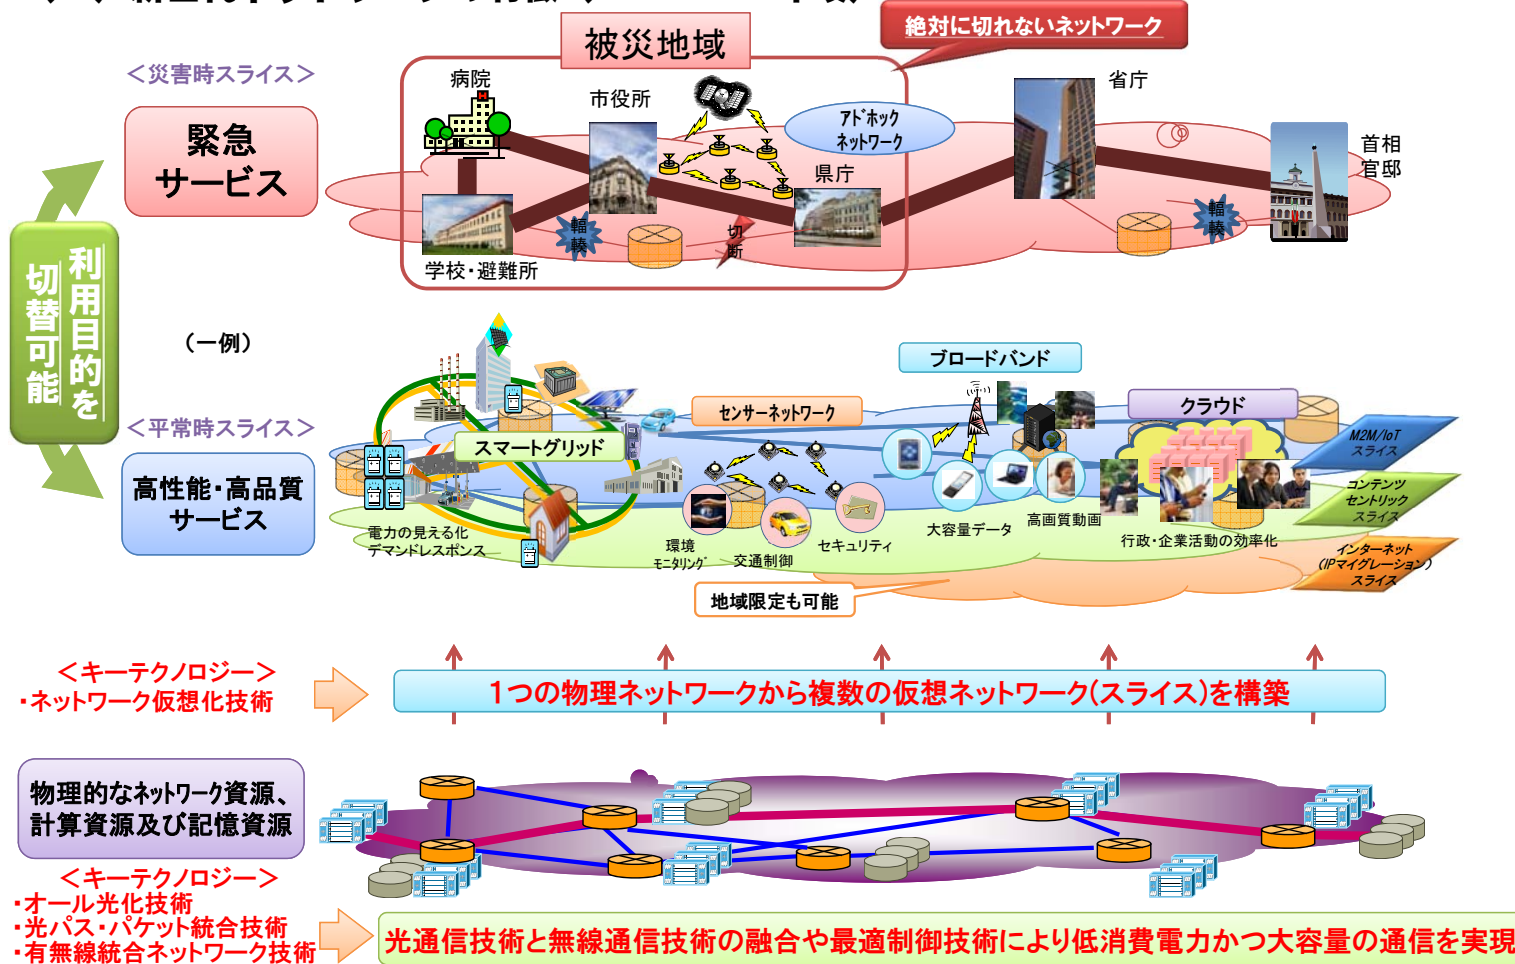 絶対に切れないネットワーク
被災地域
＜災害時スライス＞
緊急
サービス
病院
市役所
アドホック
ネットワーク
県庁
省庁
首相
官邸
学校・避難所
輻
輳
切
断
輻
輳
利用目的を
切替可能
（一例）
＜平常時スライス＞
高性能・高品質
サービス
スマートグリッド
センサーネットワーク
ブロードバンド
クラウド
M2M/IoT
スライス
コンテンツ
セントリック
スライス
インターネット
（IPマイグレーション）
スライス
電力の見える化
デマンドレスポンス
環境
モニタリング
交通制御
セキュリティ
大容量データ
高画質動画
行政・企業活動の効率化
地域限定も可能
＜キーテクノロジー＞
・ネットワーク仮想化技術
１つの物理ネットワークから複数の仮想ネットワーク(スライス)を構築
物理的なネットワーク資源、
計算資源及び記憶資源
＜キーテクノロジー＞
・オール光化技術
・光パス・パケット統合技術
・有無線統合ネットワーク技術
光通信技術と無線通信技術の融合や最適制御技術により低消費電力かつ大容量の通信を実現